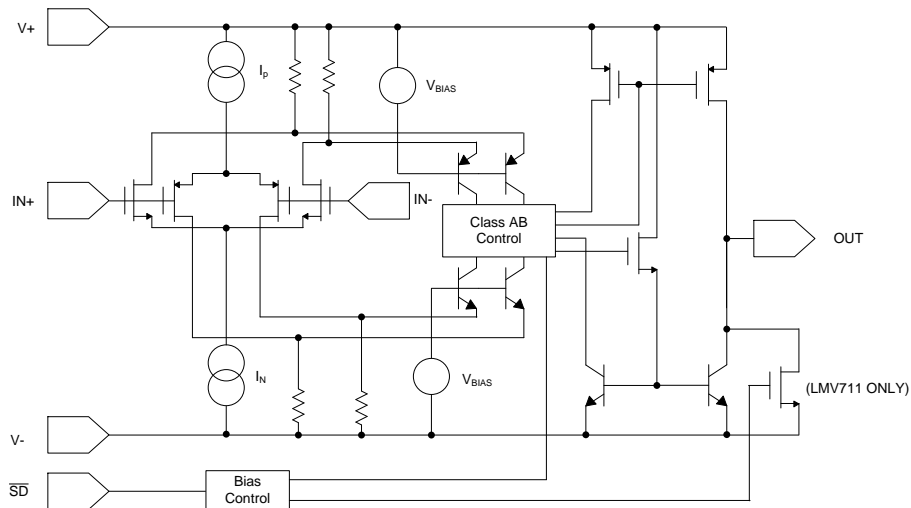 V+
Ip
VBIAS
IN+
IN-
Class AB
Control
OUT
IN
VBIAS
(LMV711 ONLY)
V-
SD
Bias
Control